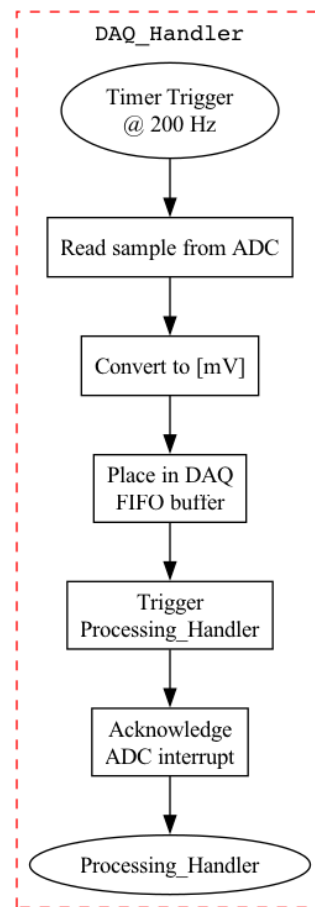 DAQ_Handler
Timer Trigger
@ 200 Hz
Read sample from ADC
Convert to [mV]
Place in DAQ
FIFO buffer
Trigger
Processing_Handler
Acknowledge
ADC interrupt
Processing_Handler